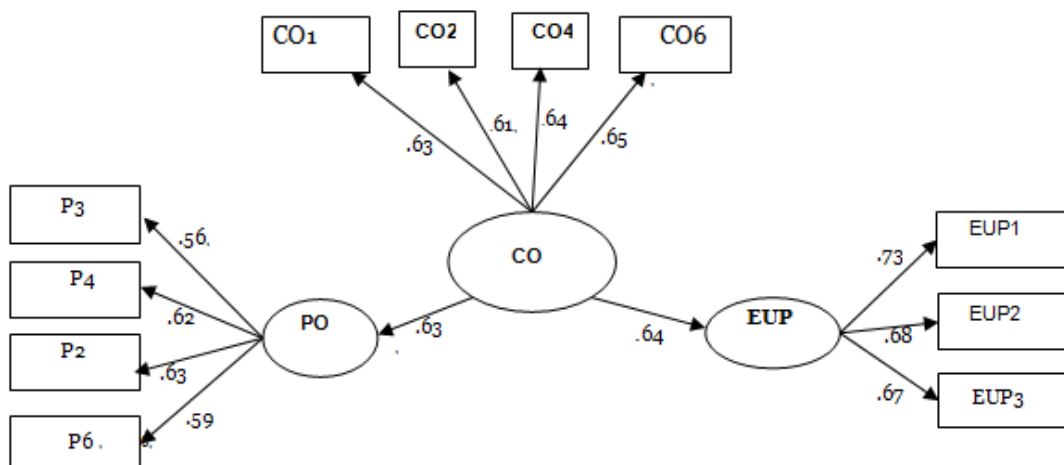 CO1
CO2
CO4
CO6
.63
.61,
.64
.65
P3
.56,
P4
.62
P2
.63
P6
.59
PO
.63
CO
.64
EUP
.73
EUP1
.68
EUP2
.67
EUP3